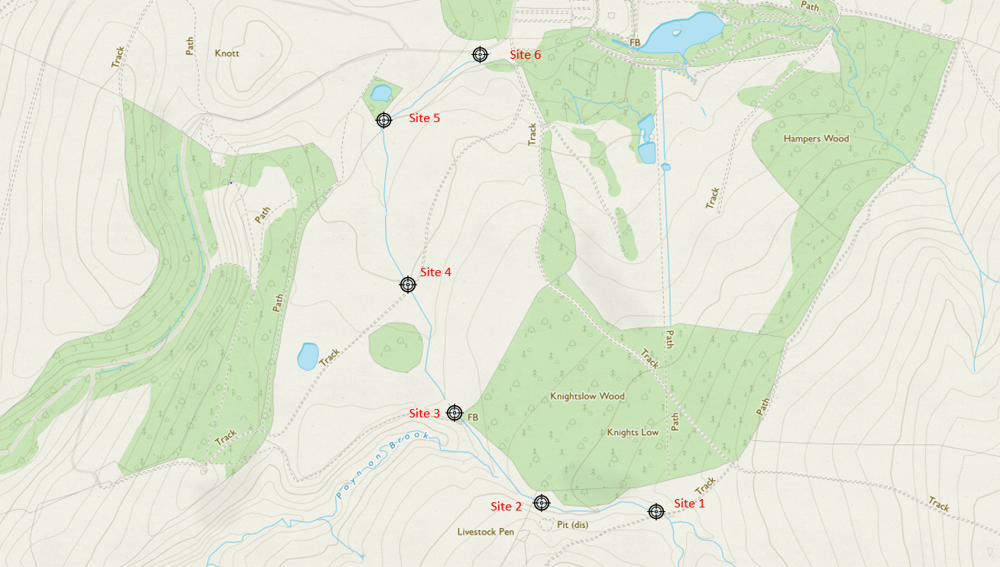 Path
FB
Track
Path
Knott
Site 6
Site 5
Track
Hampers Wood
Track
Path
Site 4
Path
Track
Path
Track
Knightslow Wood
Site 3
FB
Path
Path
Knights Low
Track
Poynton Brook
Track
Site 2
Site 1
Track
Pit (dis)
Livestock Pen